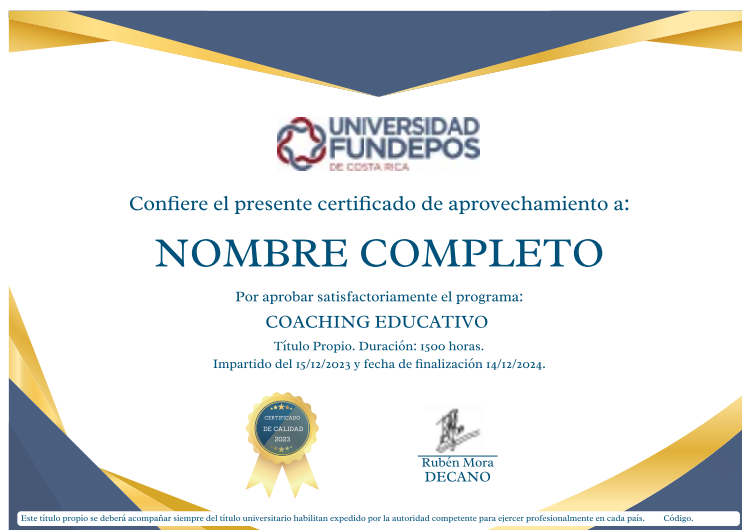 UNIVERSIDAD
FUNDEPOS
DE COSTA RICA
Confiere el presente certificado de aprovechamiento a:
NOMBRE COMPLETO
Por aprobar satisfactoriamente el programa:
COACHING EDUCATIVO
Título Propio. Duración: 1500 horas.
Impartido del 15/12/2023 y fecha de finalización 14/12/2024.
CERTIFICADO
DE CALIDAD
2023
Rubén Mora
DECANO
Este título propio se deberá acompañar siempre del título universitario habilitan expedido por la autoridad competente para ejercer profesionalmente en cada país. Código.